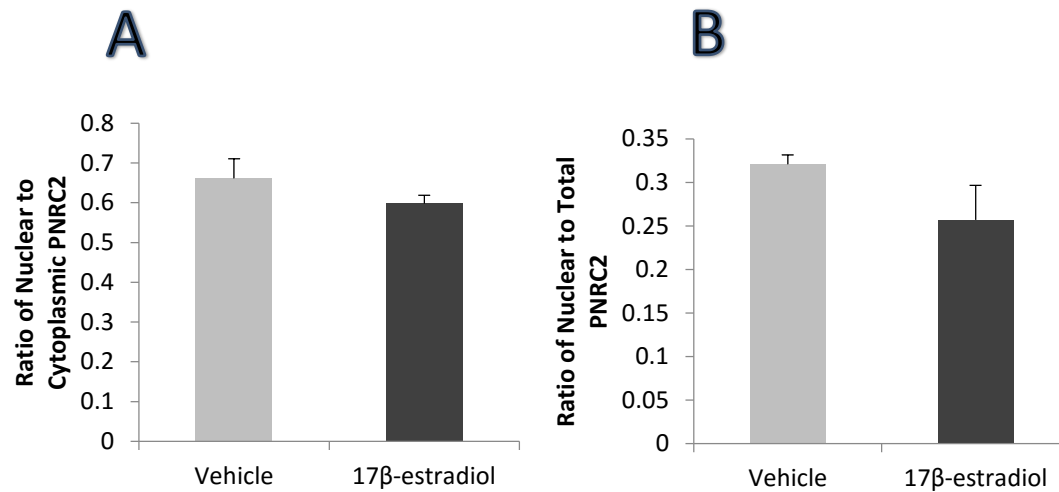 A
B
Ratio of Nuclear to
Cytoplasmic PNRC2
0.8
0.7
0.6
0.5
0.4
0.3
0.2
0.1
0
Vehicle
17β-estradiol
Ratio of Nuclear to Total
PNRC2
0.35
0.3
0.25
0.2
0.15
0.1
0.05
0
Vehicle
17β-estradiol